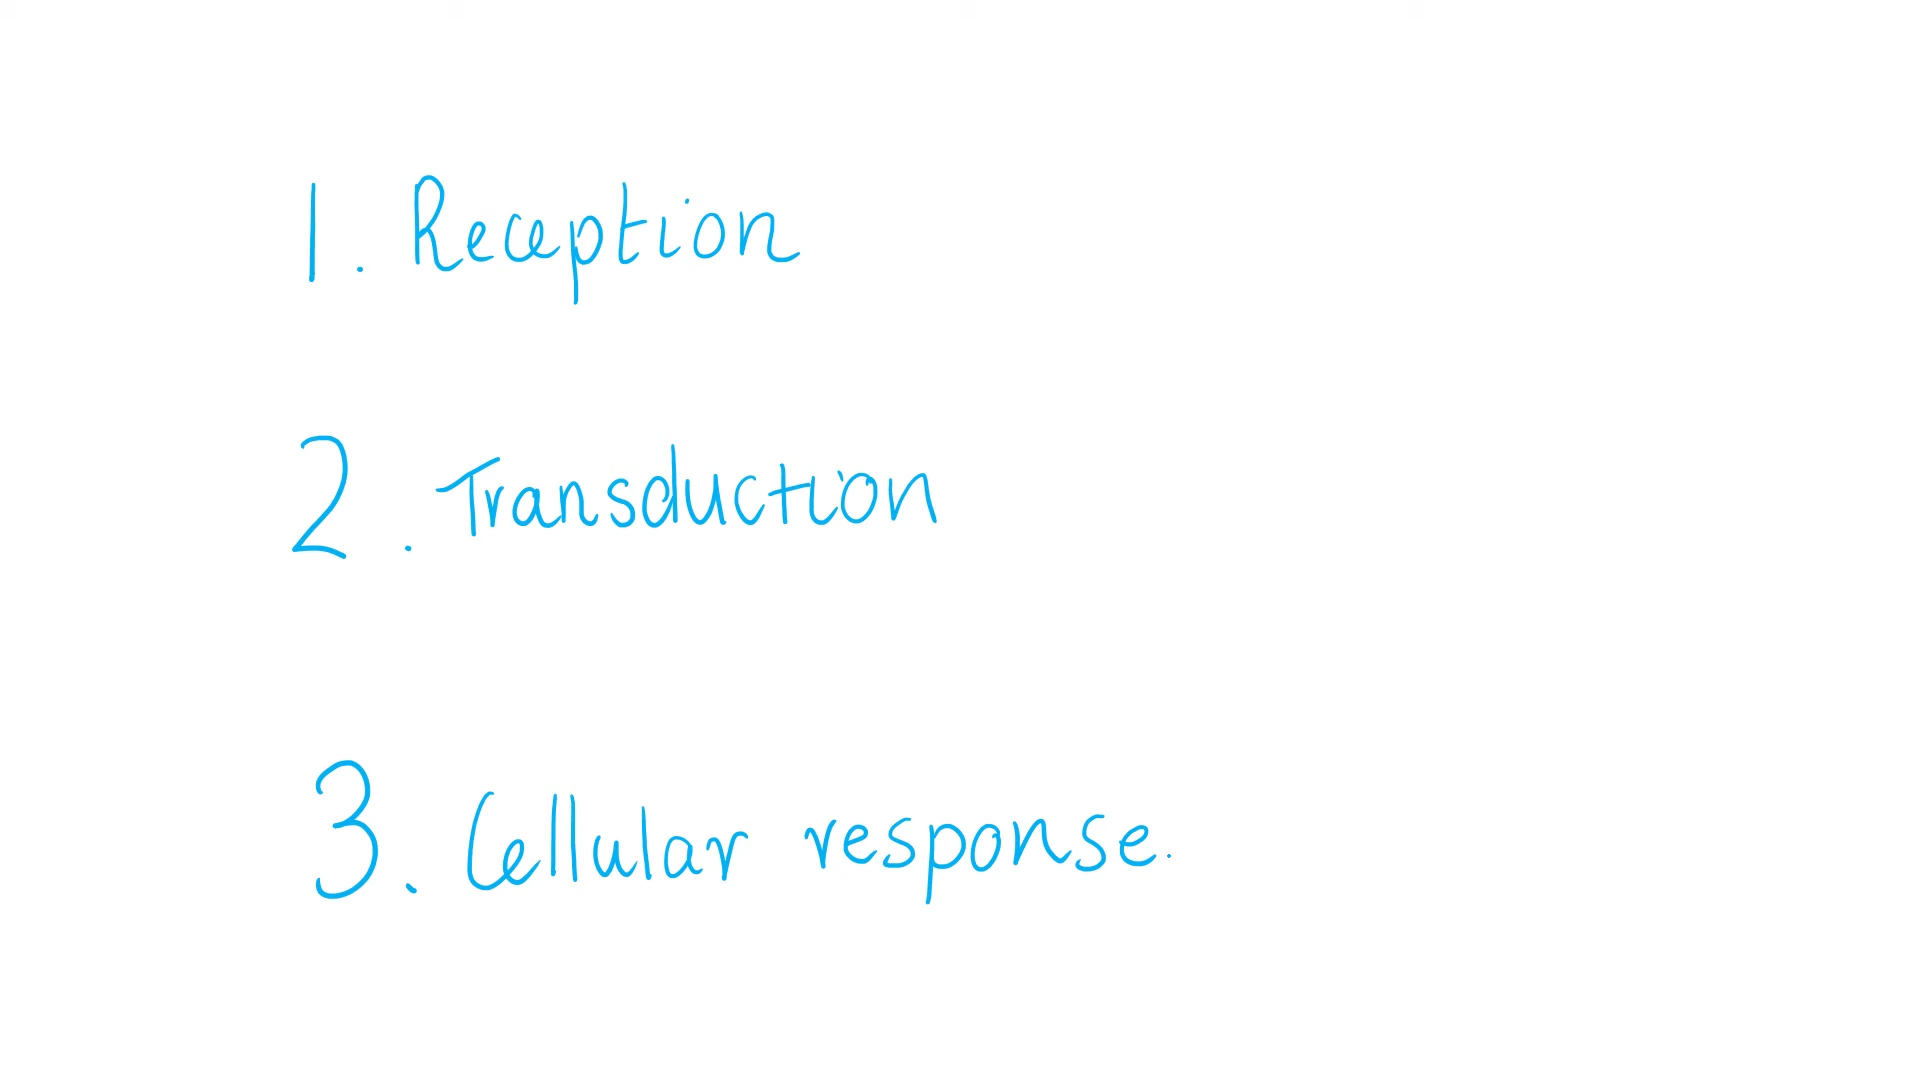 1. Reception
2. Transduction
3. Cellular response.